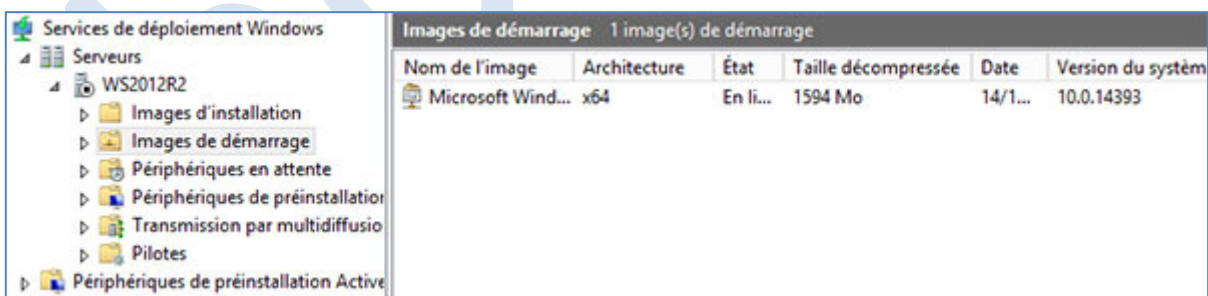 Services de déploiement Windows
Serveurs
WS2012R2
Images d'installation
Images de démarrage
Périphériques en attente
Périphériques de préinstallation
Transmission par multidiffusio
Pilotes
Périphériques de préinstallation Active
Images de démarrage 1 image(s) de démarrage
Nom de l'image Architecture État Taille décompressée Date Version du systèm
Microsoft Wind... x64 En li... 1594 Mo 14/1... 10.0.14393